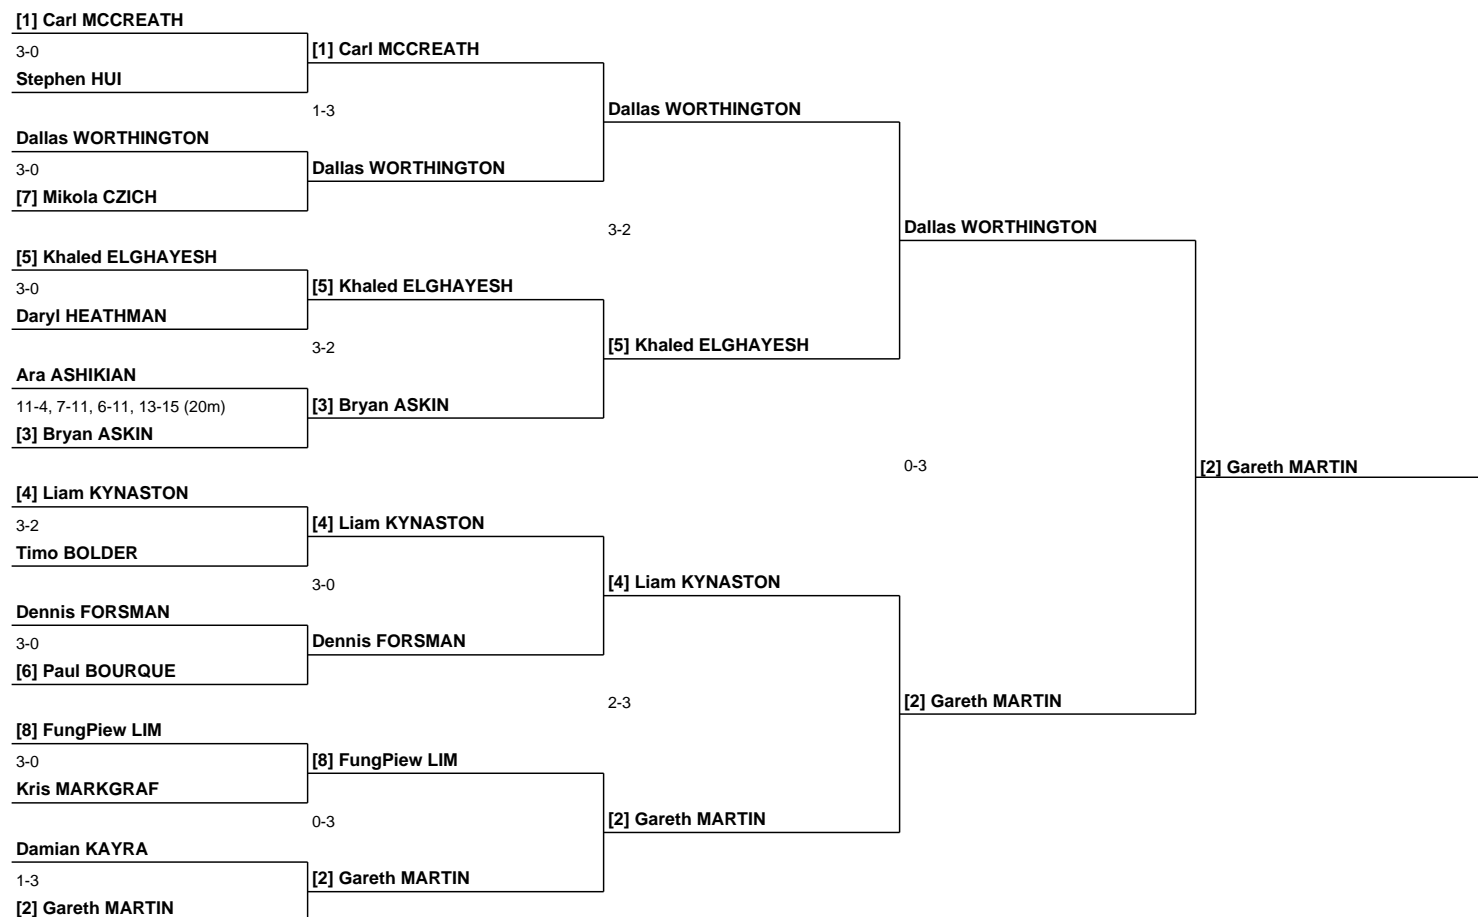 [1] Carl MCCREATH
3-0
Stephen HUI
Dallas WORTHINGTON
3-0
[7] Mikola CZICH
[5] Khaled ELGHAYESH
3-0
Daryl HEATHMAN
Ara ASHIKIAN
11-4, 7-11, 6-11, 13-15 (20m)
[3] Bryan ASKIN
[4] Liam KYNASTON
3-2
Timo BOLDER
Dennis FORSMAN
3-0
[6] Paul BOURQUE
[8] FungPiew LIM
3-0
Kris MARKGRAF
Damian KAYRA
1-3
[2] Gareth MARTIN
[1] Carl MCCREATH
1-3
Dallas WORTHINGTON
[5] Khaled ELGHAYESH
3-2
[3] Bryan ASKIN
[4] Liam KYNASTON
3-0
Dennis FORSMAN
[8] FungPiew LIM
0-3
[2] Gareth MARTIN
Dallas WORTHINGTON
3-2
[5] Khaled ELGHAYESH
[4] Liam KYNASTON
2-3
[2] Gareth MARTIN
Dallas WORTHINGTON
0-3
[2] Gareth MARTIN
[2] Gareth MARTIN